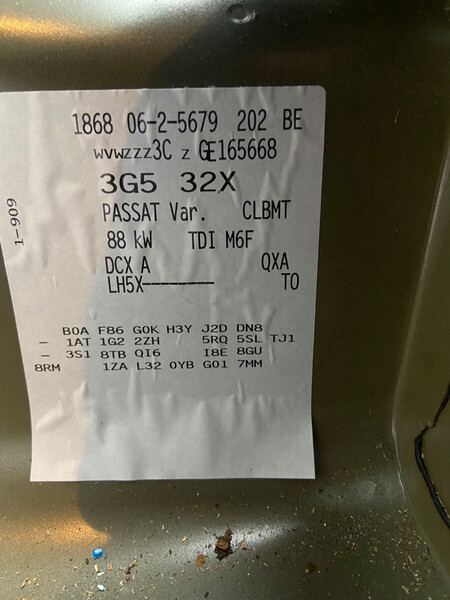 1868 06-2-5679 202 BE
WVWZZZ3C Z GE165668
3G5 32X
PASSAT Var. CLBMT
88 kW TDI M6F
DCX A QXA
LH5X-------- TO
1-909
B0A F86 G0K H3Y J2D DN8
— 1AT 1G2 2ZH 5RQ 5SL TJ1
— 3S1 8TB QI6 I8E 8GU
8RM 1ZA L32 0YB G01 7MM